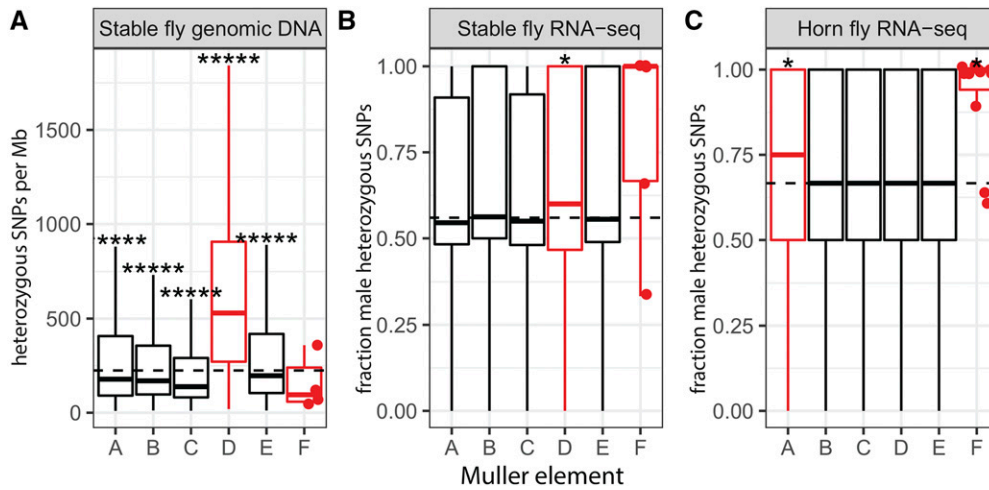 A
Stable fly genomic DNA
heterozygous SNPs per Mb
1500
1000
500
0
*****
****
*****
*****
*****
A B C D E F
B
Stable fly RNA−seq
fraction male heterozygous SNPs
1.00
0.75
0.50
0.25
0.00
*
A B C D E F
Muller element
C
Horn fly RNA−seq
fraction male heterozygous SNPs
1.00
0.75
0.50
0.25
0.00
*
*
A B C D E F